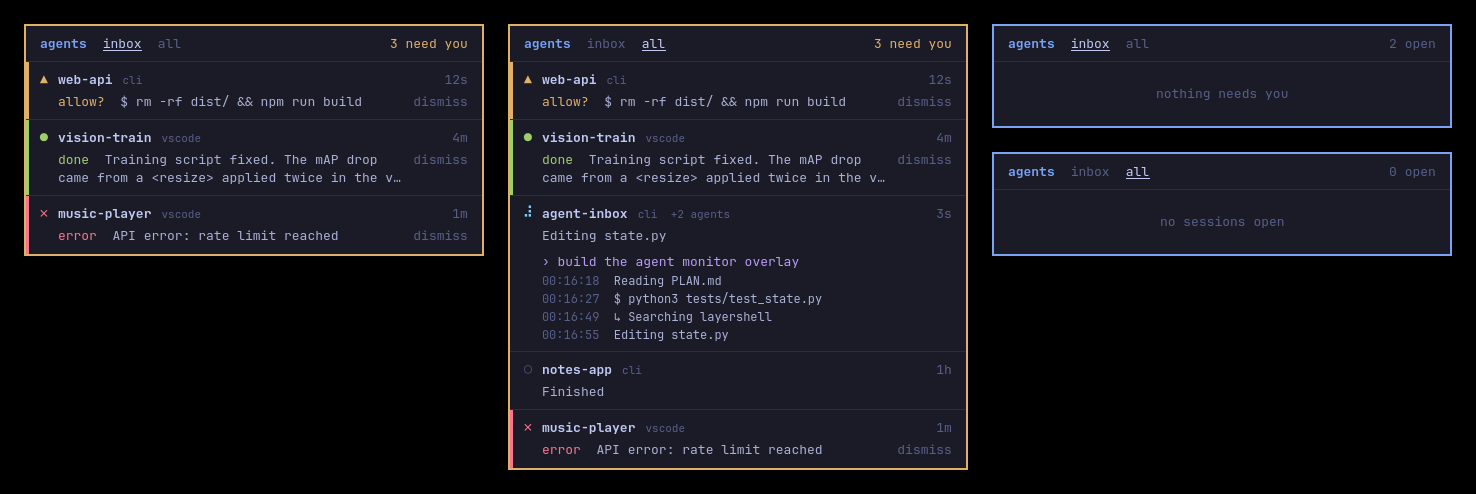 agents inbox all 3 need you
▲ web-api cli 12s
allow? $ rm -rf dist/ && npm run build dismiss
● vision-train vscode 4m
done Training script fixed. The mAP drop dismiss
came from a <resize> applied twice in the v…
× music-player vscode 1m
error API error: rate limit reached dismiss
agents inbox all 3 need you
▲ web-api cli 12s
allow? $ rm -rf dist/ && npm run build dismiss
● vision-train vscode 4m
done Training script fixed. The mAP drop dismiss
came from a <resize> applied twice in the v…
agent-inbox cli +2 agents 3s
Editing state.py
› build the agent monitor overlay
00:16:18 Reading PLAN.md
00:16:27 $ python3 tests/test_state.py
00:16:49 ↳ Searching layershell
00:16:55 Editing state.py
○ notes-app cli 1h
Finished
× music-player vscode 1m
error API error: rate limit reached dismiss
agents inbox all 2 open
nothing needs you
agents inbox all 0 open
no sessions open